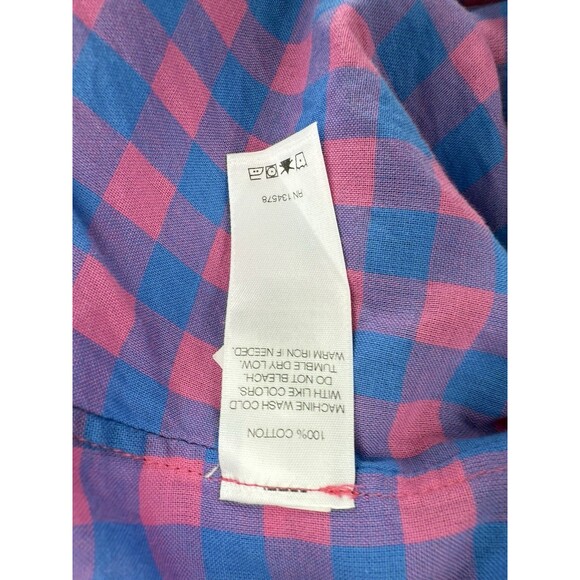 100% COTTON
MACHINE WASH COLD
WITH LIKE COLORS.
DO NOT BLEACH.
TUMBLE DRY LOW.
WARM IRON IF NEEDED.
RN 134578